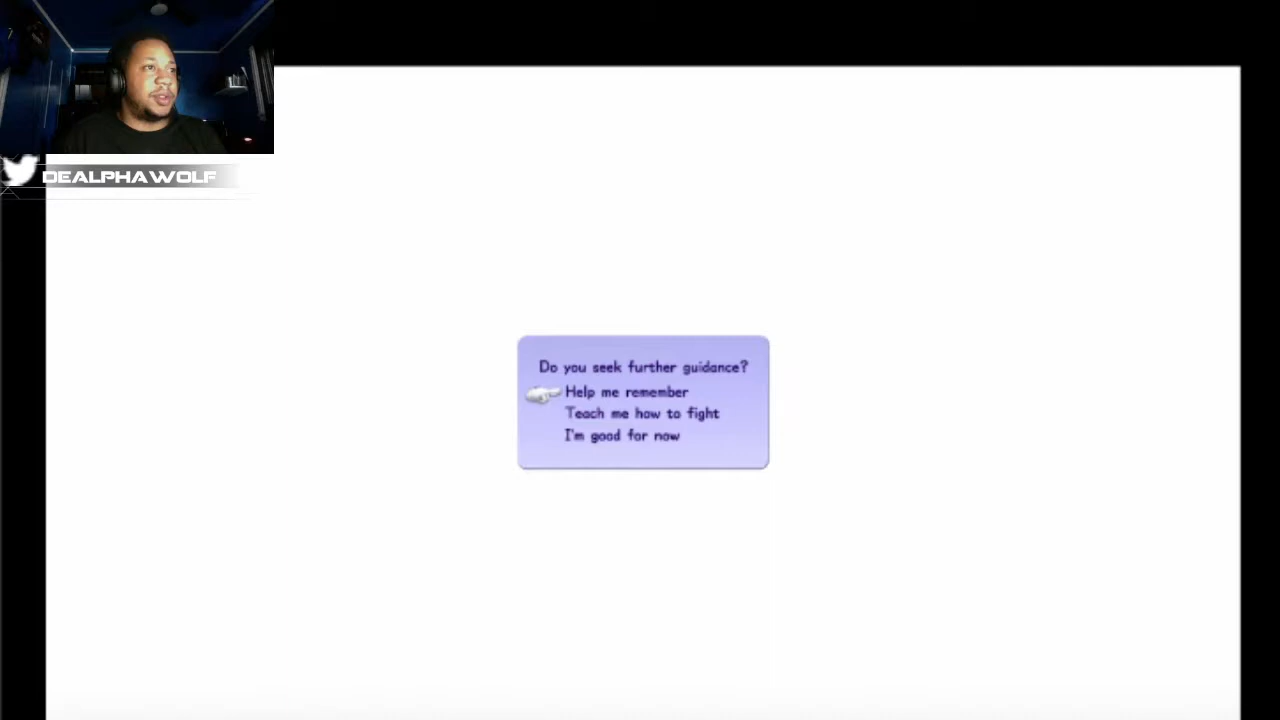 DEALPHAWOLF
Do you seek further guidance?
Help me remember
Teach me how to fight
I'm good for now